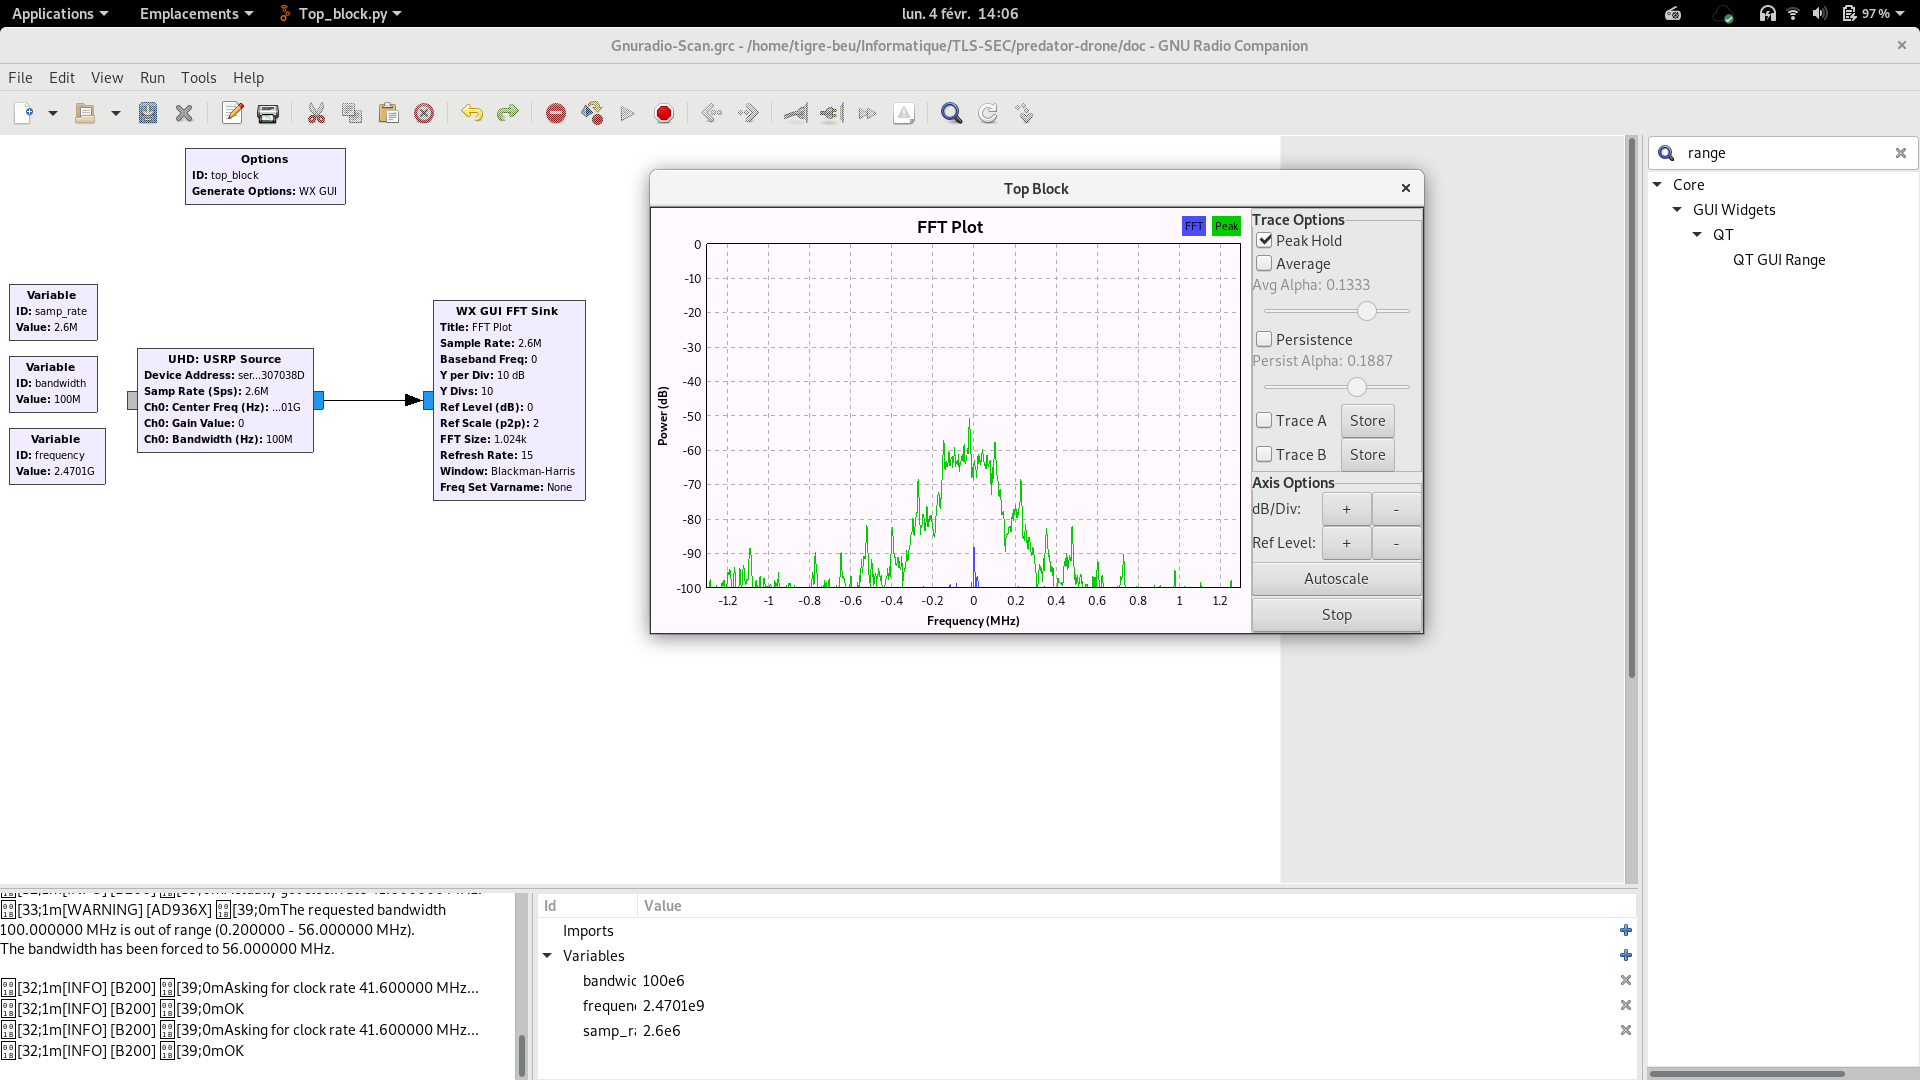 Applications
Emplacements
Top_block.py
lun. 4 févr.  14:06
97 %
Gnuradio-Scan.grc - /home/tigre-beu/Informatique/TLS-SEC/predator-drone/doc - GNU Radio Companion
File Edit View Run Tools Help
Options
ID: top_block
Generate Options: WX GUI
Variable
ID: samp_rate
Value: 2.6M
Variable
ID: bandwidth
Value: 100M
Variable
ID: frequency
Value: 2.4701G
UHD: USRP Source
Device Address: ser...307038D
Samp Rate (Sps): 2.6M
Ch0: Center Freq (Hz): ...01G
Ch0: Gain Value: 0
Ch0: Bandwidth (Hz): 100M
WX GUI FFT Sink
Title: FFT Plot
Sample Rate: 2.6M
Baseband Freq: 0
Y per Div: 10 dB
Y Divs: 10
Ref Level (dB): 0
Ref Scale (p2p): 2
FFT Size: 1.024k
Refresh Rate: 15
Window: Blackman-Harris
Freq Set Varname: None
Top Block
FFT Plot
FFT Peak
0
-10
-20
-30
-40
-50
-60
-70
-80
-90
-100
Power (dB)
-1.2 -1 -0.8 -0.6 -0.4 -0.2 0 0.2 0.4 0.6 0.8 1 1.2
Frequency (MHz)
Trace Options
Peak Hold
Average
Avg Alpha: 0.1333
Persistence
Persist Alpha: 0.1887
Trace A Store
Trace B Store
Axis Options
dB/Div: + -
Ref Level: + -
Autoscale
Stop
range
Core
GUI Widgets
QT
QT GUI Range
[33;1m[WARNING] [AD936X] [39;0mThe requested bandwidth
100.000000 MHz is out of range (0.200000 - 56.000000 MHz).
The bandwidth has been forced to 56.000000 MHz.
[32;1m[INFO] [B200] [39;0mAsking for clock rate 41.600000 MHz...
[32;1m[INFO] [B200] [39;0mOK
[32;1m[INFO] [B200] [39;0mAsking for clock rate 41.600000 MHz...
[32;1m[INFO] [B200] [39;0mOK
Id Value
Imports
Variables
bandwic 100e6
frequen 2.4701e9
samp_ra 2.6e6